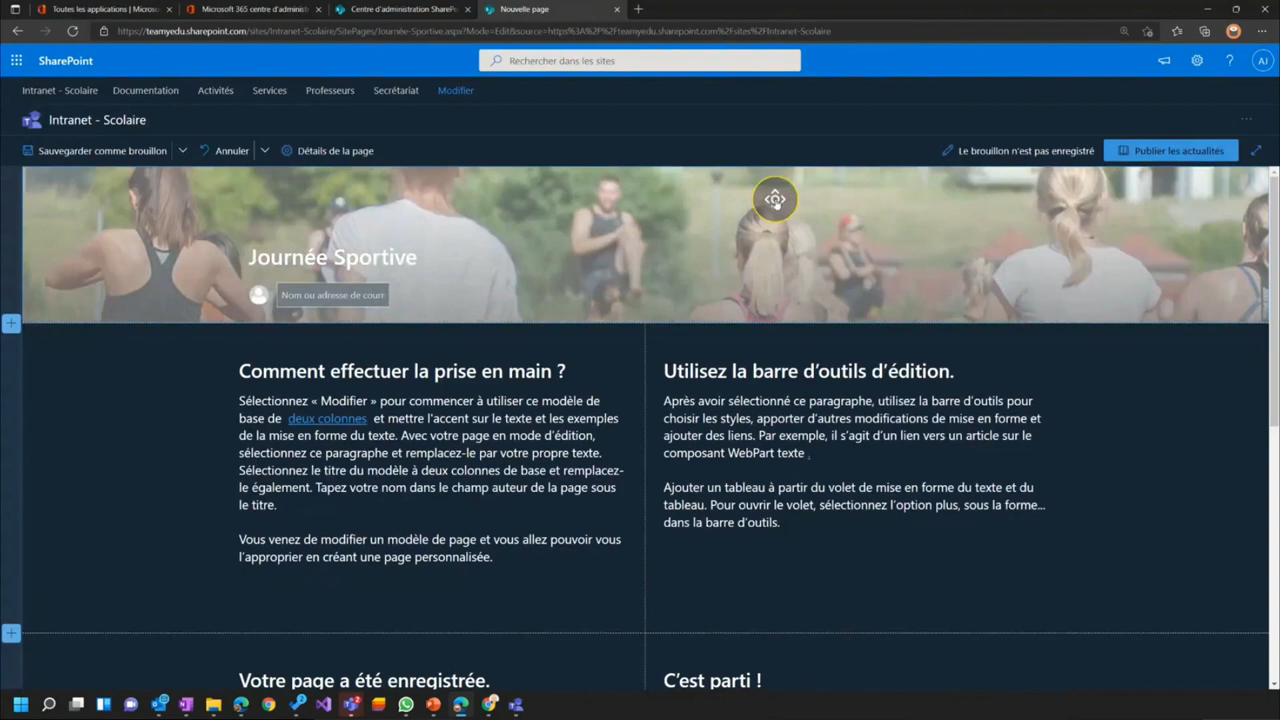 Toutes les applications | Microso
Microsoft 365 centre d'administ
Centre d'administration SharePo
Nouvelle page
https://teamyedu.sharepoint.com/sites/Intranet-Scolaire/SitePages/Journée-Sportive.aspx?Mode=Edit&source=https%3A%2F%2Fteamyedu.sharepoint.com%2Fsites%2FIntranet-Scolaire
SharePoint
Rechercher dans les sites
AJ
Intranet - Scolaire
Documentation
Activités
Services
Professeurs
Secrétariat
Modifier
Intranet - Scolaire
Sauvegarder comme brouillon
Annuler
Détails de la page
Le brouillon n'est pas enregistré
Publier les actualités
Journée Sportive
Nom ou adresse de courr
Comment effectuer la prise en main ?
Sélectionnez « Modifier » pour commencer à utiliser ce modèle de
base de deux colonnes et mettre l'accent sur le texte et les exemples
de la mise en forme du texte. Avec votre page en mode d'édition,
sélectionnez ce paragraphe et remplacez-le par votre propre texte.
Sélectionnez le titre du modèle à deux colonnes de base et remplacez-
le également. Tapez votre nom dans le champ auteur de la page sous
le titre.
Vous venez de modifier un modèle de page et vous allez pouvoir vous
l'approprier en créant une page personnalisée.
Utilisez la barre d'outils d'édition.
Après avoir sélectionné ce paragraphe, utilisez la barre d'outils pour
choisir les styles, apporter d'autres modifications de mise en forme et
ajouter des liens. Par exemple, il s'agit d'un lien vers un article sur le
composant WebPart texte .
Ajouter un tableau à partir du volet de mise en forme du texte et du
tableau. Pour ouvrir le volet, sélectionnez l'option plus, sous la forme...
dans la barre d'outils.
Votre page a été enregistrée.
C'est parti !